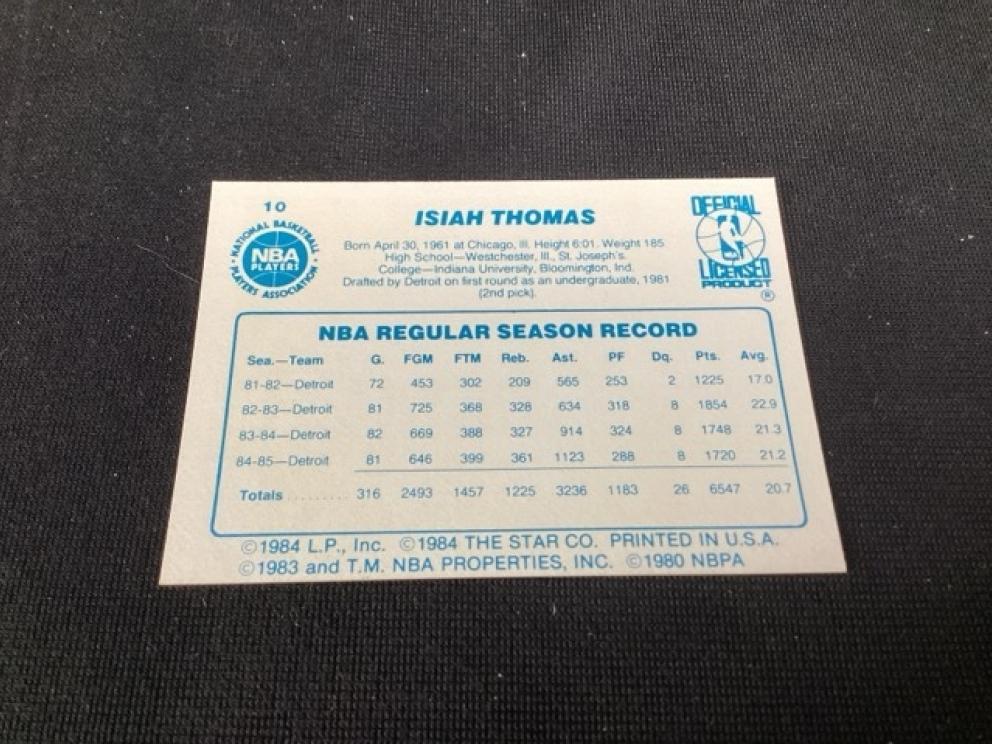 10
NATIONAL BASKETBALL
NBA
PLAYERS
PLAYERS ASSOCIATION
ISIAH THOMAS
Born April 30, 1961 at Chicago, Ill. Height 6:01. Weight 185
High School—Westchester, Ill., St. Joseph's.
College—Indiana University, Bloomington, Ind.
Drafted by Detroit on first round as an undergraduate, 1981
(2nd pick).
OFFICIAL
LICENSED
PRODUCT
®
NBA REGULAR SEASON RECORD
Sea.—Team G. FGM FTM Reb. Ast. PF Dq. Pts. Avg.
81-82—Detroit 72 453 302 209 565 253 2 1225 17.0
82-83—Detroit 81 725 368 328 634 318 8 1854 22.9
83-84—Detroit 82 669 388 327 914 324 8 1748 21.3
84-85—Detroit 81 646 399 361 1123 288 8 1720 21.2
Totals ......... 316 2493 1457 1225 3236 1183 26 6547 20.7
©1984 L.P., Inc. ©1984 THE STAR CO. PRINTED IN U.S.A.
©1983 and T.M. NBA PROPERTIES, INC. ©1980 NBPA